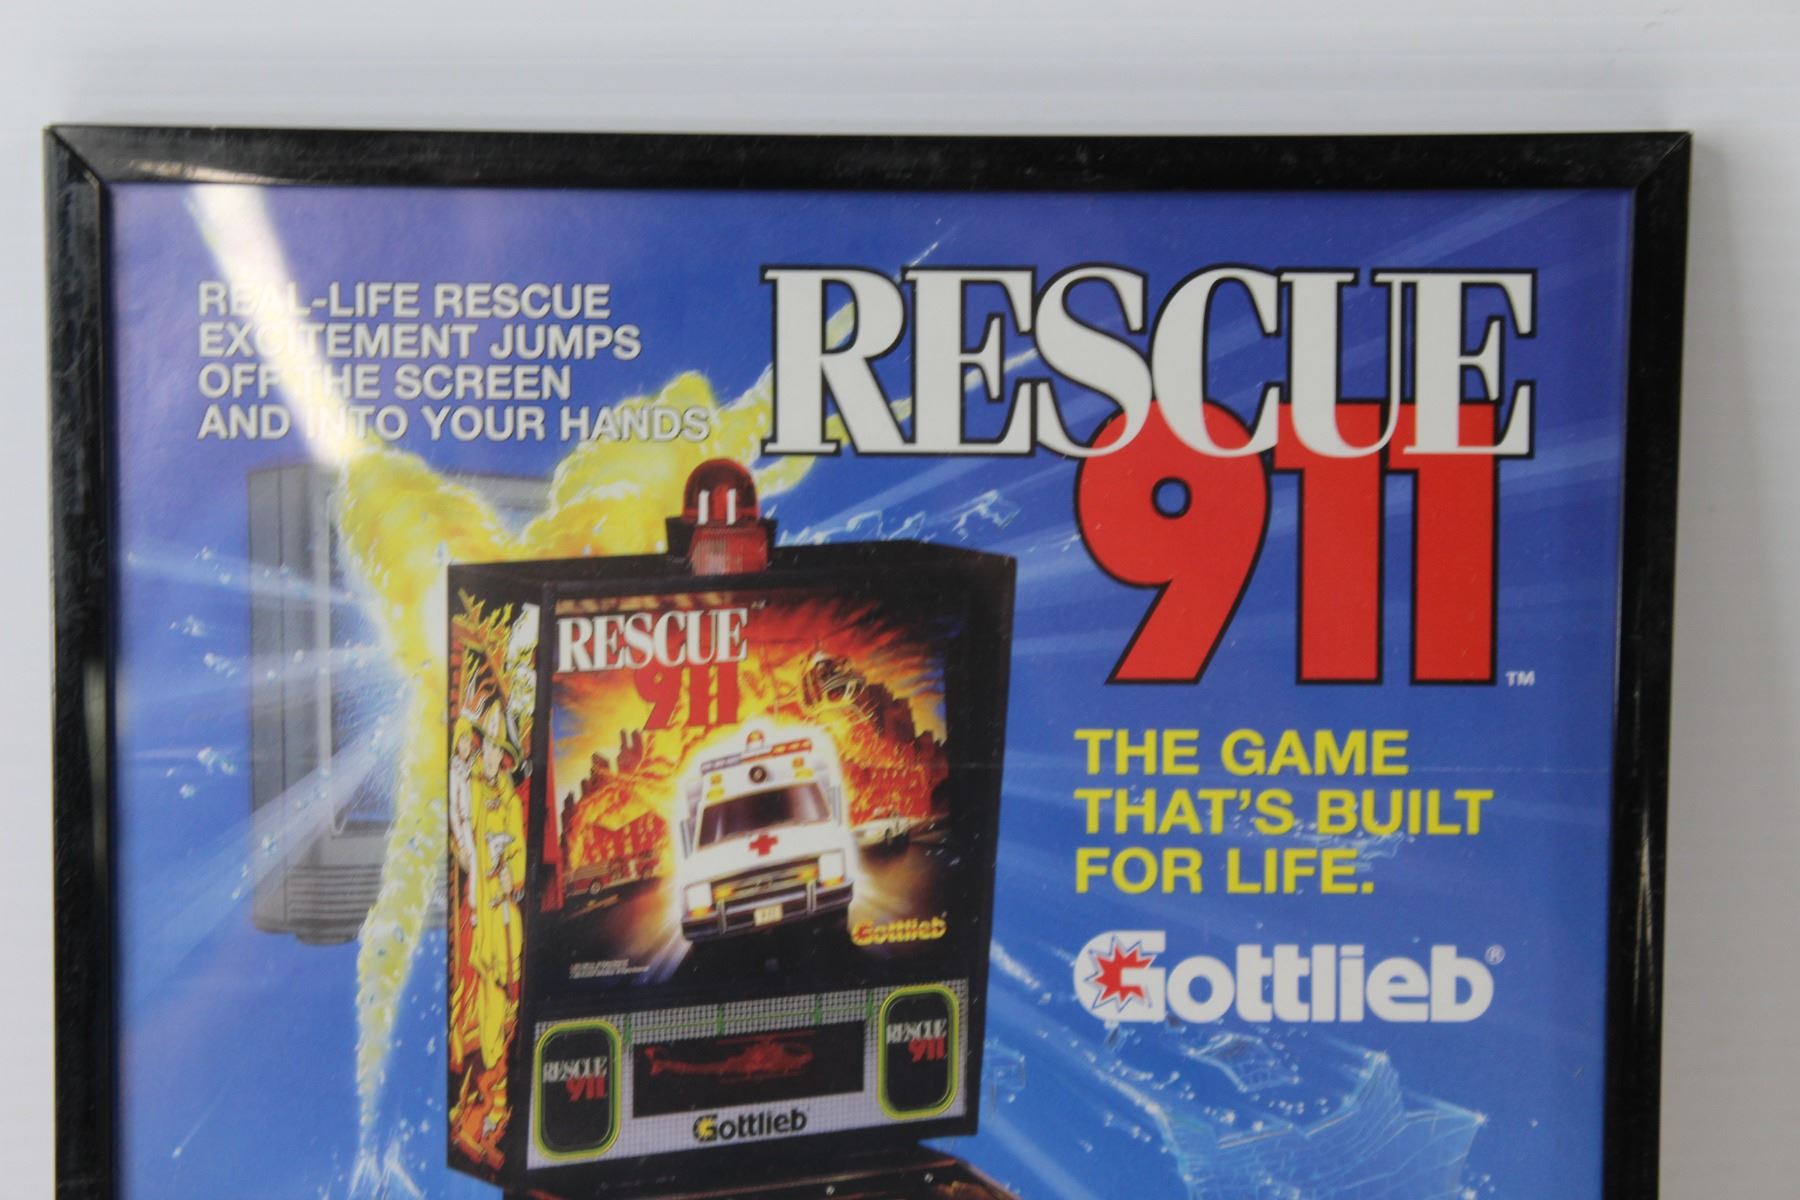 REAL-LIFE RESCUE
EXCITEMENT JUMPS
OFF THE SCREEN
AND INTO YOUR HANDS
RESCUE
911
TM
THE GAME
THAT'S BUILT
FOR LIFE.
Gottlieb®
RESCUE
911
Gottlieb
RESCUE
911
RESCUE
911
Gottlieb